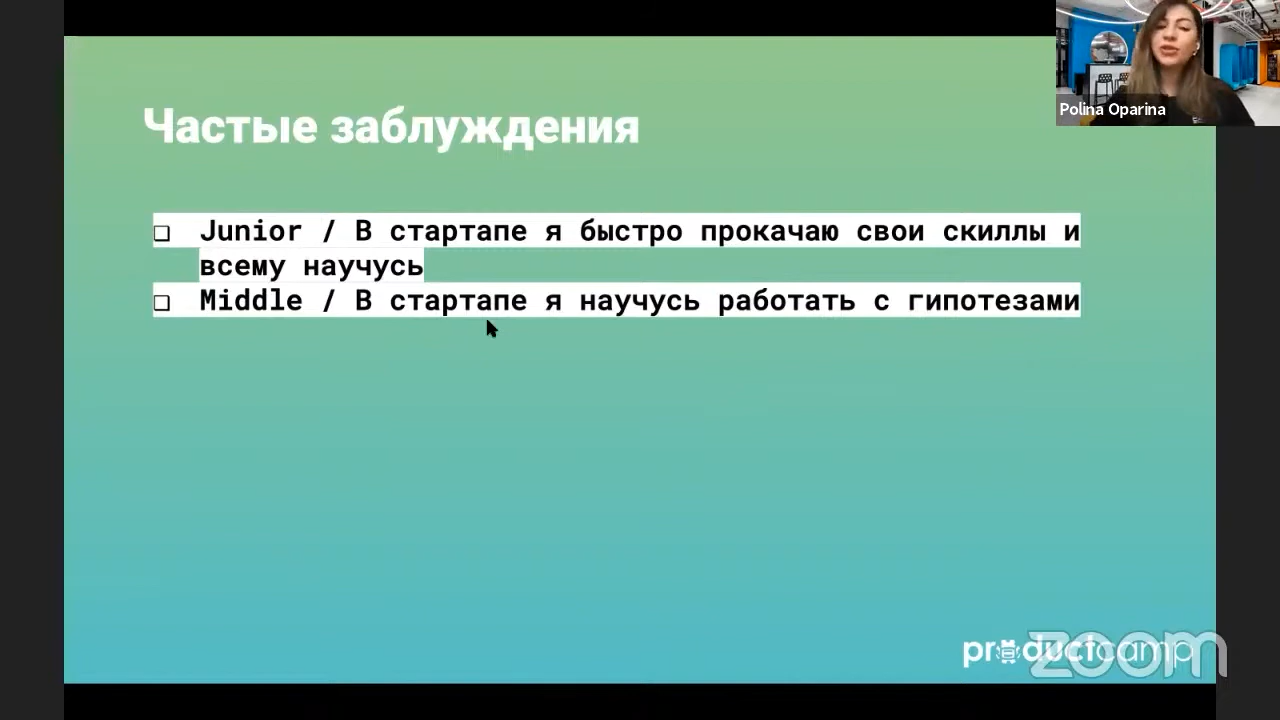 Polina Oparina
Частые заблуждения
❏ Junior / В стартапе я быстро прокачаю свои скиллы и
всему научусь
❏ Middle / В стартапе я научусь работать с гипотезами
productcamp
zoom